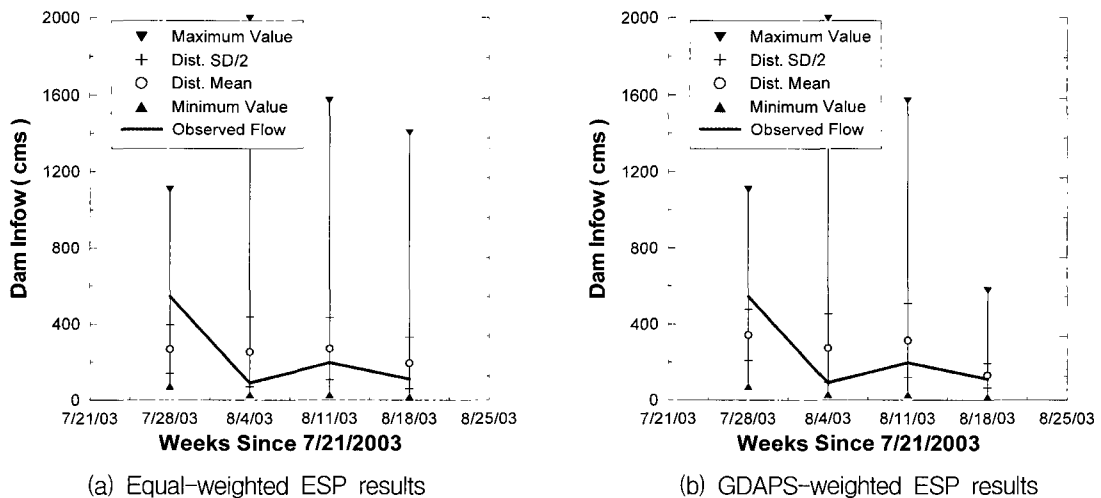 2000
1600
1200
800
400
0
Dam Infow ( cms )
Maximum Value
Dist. SD/2
Dist. Mean
Minimum Value
Observed Flow
7/21/03 7/28/03 8/4/03 8/11/03 8/18/03 8/25/03
Weeks Since 7/21/2003
(a) Equal-weighted ESP results
2000
1600
1200
800
400
0
Dam Infow ( cms )
Maximum Value
Dist. SD/2
Dist. Mean
Minimum Value
Observed Flow
7/21/03 7/28/03 8/4/03 8/11/03 8/18/03 8/25/03
Weeks Since 7/21/2003
(b) GDAPS-weighted ESP results